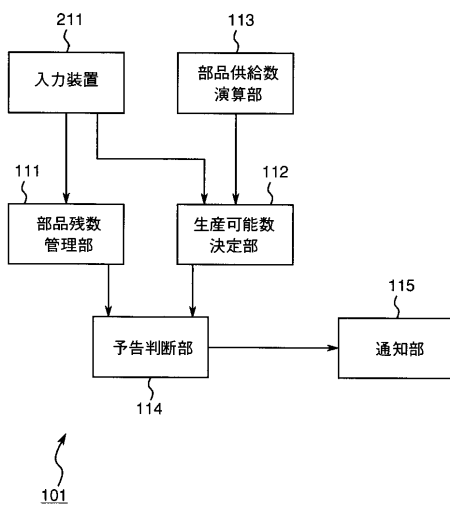 211
入力装置
113
部品供給数
演算部
111
部品残数
管理部
112
生産可能数
決定部
予告判断部
114
115
通知部
101